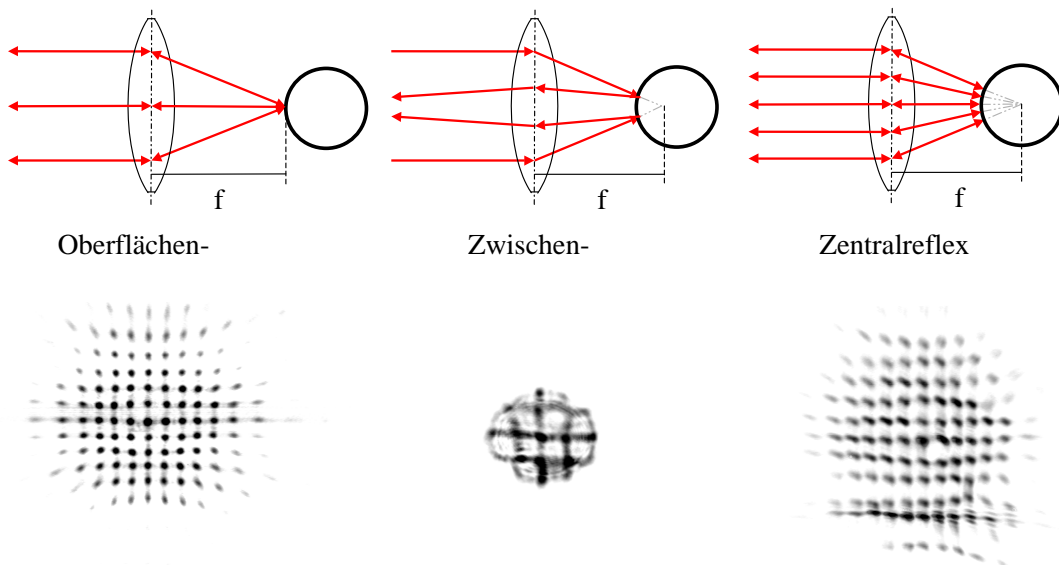 f
f
f
Oberflächen-
Zwischen-
Zentralreflex